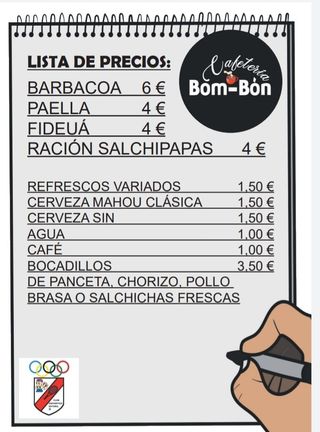 LISTA DE PRECIOS:
Cafetería
Bom-Bòn
BARBACOA 6 €
PAELLA 4 €
FIDEUÁ 4 €
RACIÓN SALCHIPAPAS 4 €
REFRESCOS VARIADOS 1,50 €
CERVEZA MAHOU CLÁSICA 1,50 €
CERVEZA SIN 1,50 €
AGUA 1,00 €
CAFÉ 1,00 €
BOCADILLOS 3,50 €
DE PANCETA, CHORIZO, POLLO
BRASA O SALCHICHAS FRESCAS